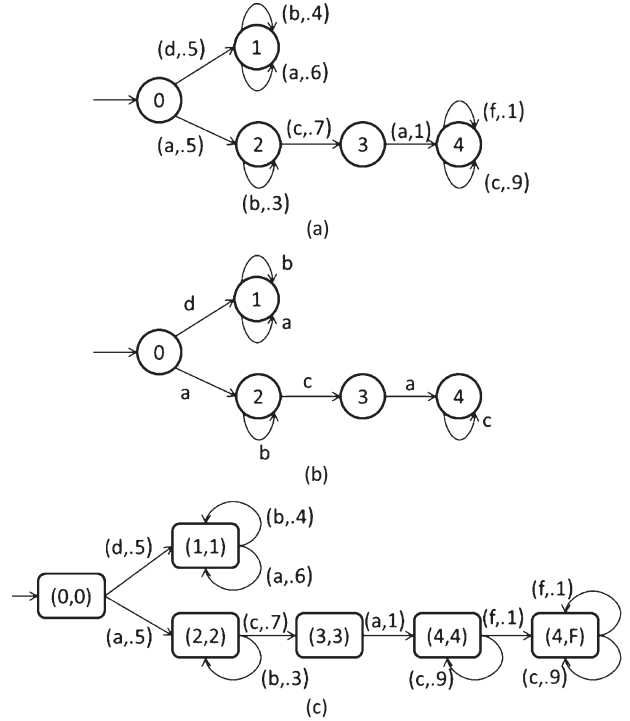 (b,.4)
(d,.5)
1
(a,.6)
0
(a,.5)
2
(c,.7)
3
(a,1)
4
(f,.1)
(b,.3)
(c,.9)
(a)
b
d
1
a
0
a
2
c
3
a
4
b
c
(b)
(b,.4)
(d,.5)
(1,1)
(a,.6)
(0,0)
(a,.5)
(2,2)
(c,.7)
(3,3)
(a,1)
(4,4)
(f,.1)
(4,F)
(f,.1)
(b,.3)
(c,.9)
(c,.9)
(c)